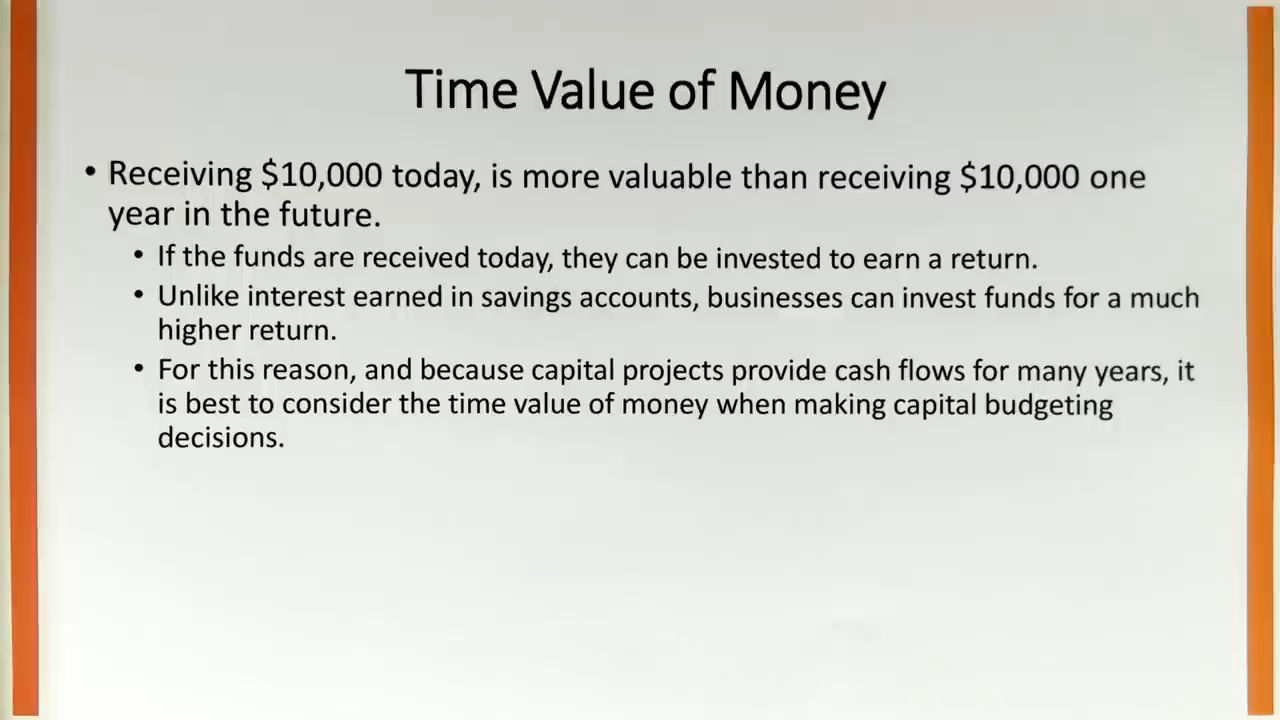 Time Value of Money
• Receiving $10,000 today, is more valuable than receiving $10,000 one
year in the future.
• If the funds are received today, they can be invested to earn a return.
• Unlike interest earned in savings accounts, businesses can invest funds for a much
higher return.
• For this reason, and because capital projects provide cash flows for many years, it
is best to consider the time value of money when making capital budgeting
decisions.